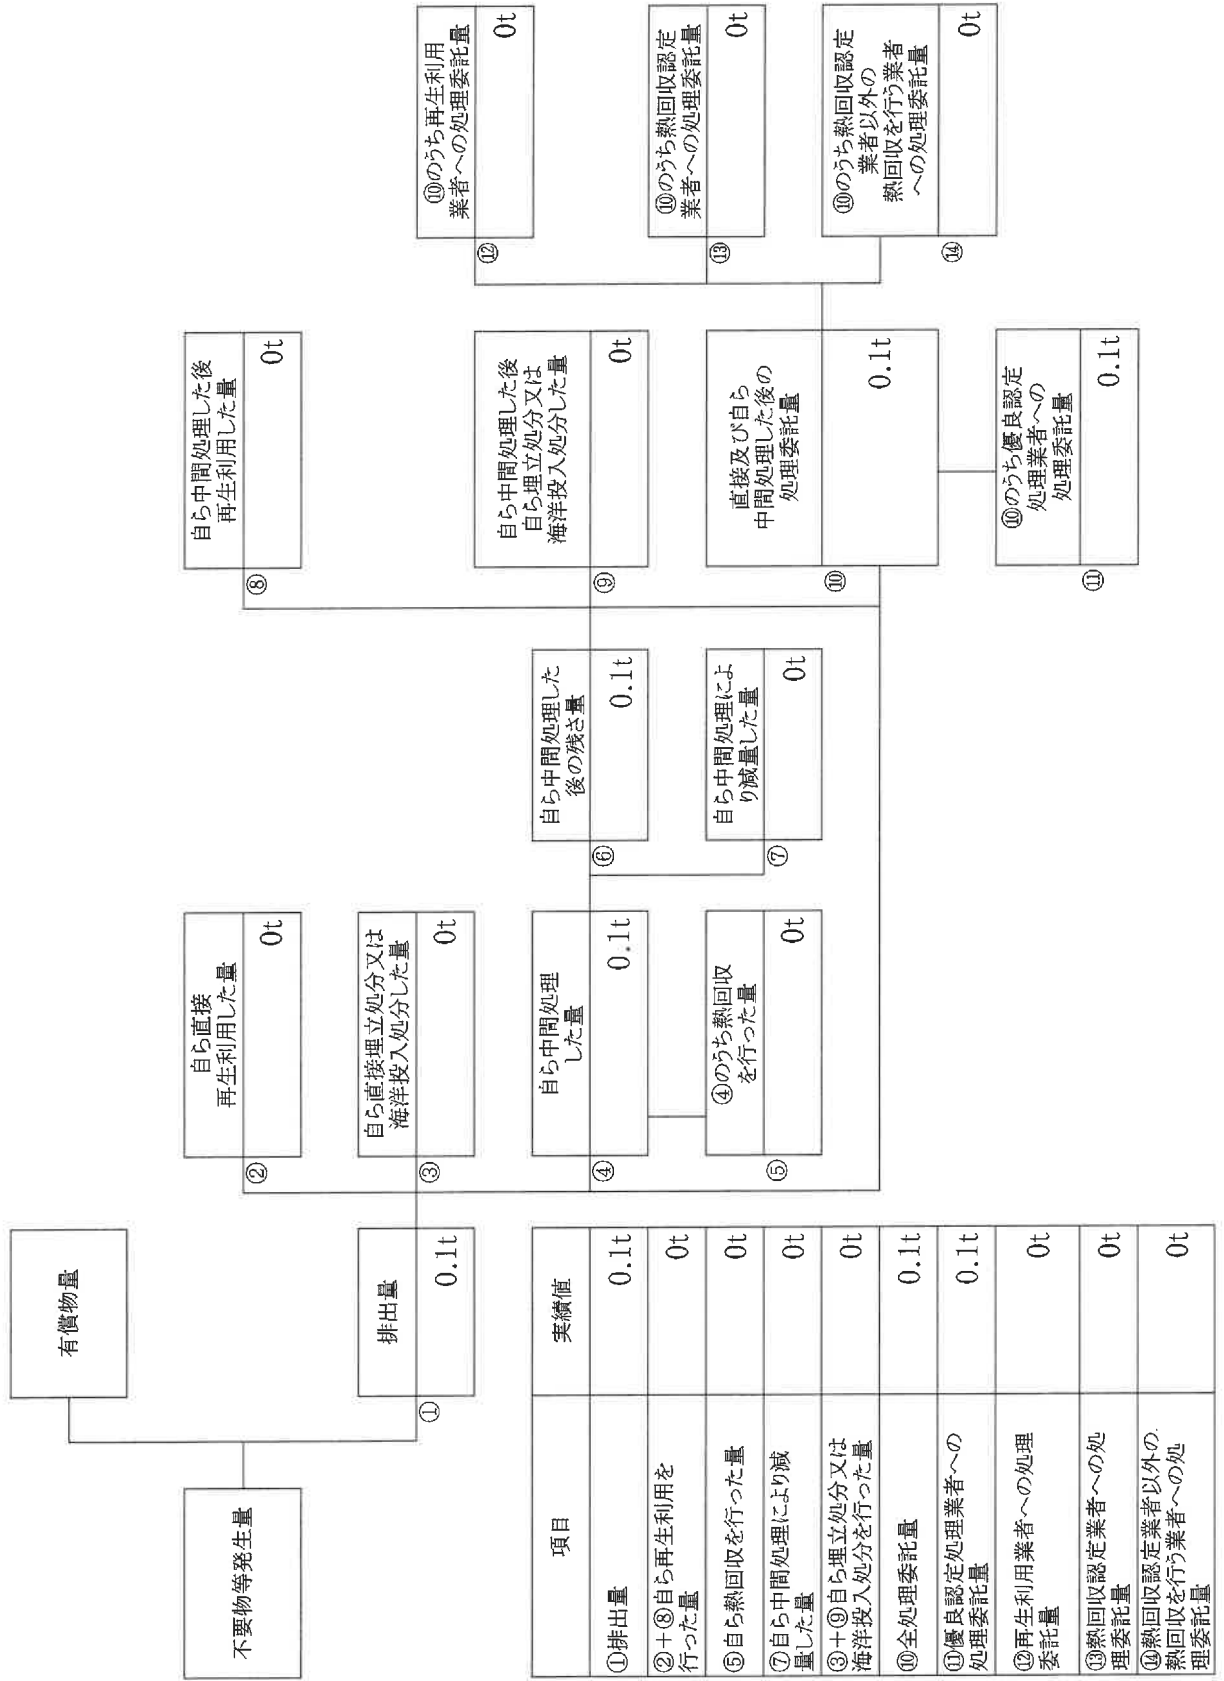 不要物等発生量
有償物量
①
排出量
0.1t
②
自ら直接
再生利用した量
0t
③
自ら直接埋立処分又は
海洋投入処分した量
0t
④
自ら中間処理
した量
0.1t
⑤
④のうち熱回収
を行った量
0t
⑥
自ら中間処理した
後の残さ量
0.1t
⑦
自ら中間処理によ
り減量した量
0t
⑧
自ら中間処理した後
再生利用した量
0t
⑨
自ら中間処理した後
自ら埋立処分又は
海洋投入処分した量
0t
⑩
直接及び自ら
中間処理した後の
処理委託量
0.1t
⑪
⑩のうち優良認定
処理業者への
処理委託量
0.1t
⑫
⑩のうち再生利用
業者への処理委託量
0t
⑬
⑩のうち熱回収認定
業者への処理委託量
0t
⑭
⑩のうち熱回収認定
業者以外の
熱回収を行う業者
への処理委託量
0t
項目
実績値
①排出量
0.1t
②+⑧自ら再生利用を
行った量
0t
⑤自ら熱回収を行った量
0t
⑦自ら中間処理により減
量した量
0t
③+⑨自ら埋立処分又は
海洋投入処分を行った量
0t
⑩全処理委託量
0.1t
⑪優良認定処理業者への
処理委託量
0.1t
⑫再生利用業者への処理
委託量
0t
⑬熱回収認定業者への処
理委託量
0t
⑭熱回収認定業者以外の
熱回収を行う業者への処
理委託量
0t